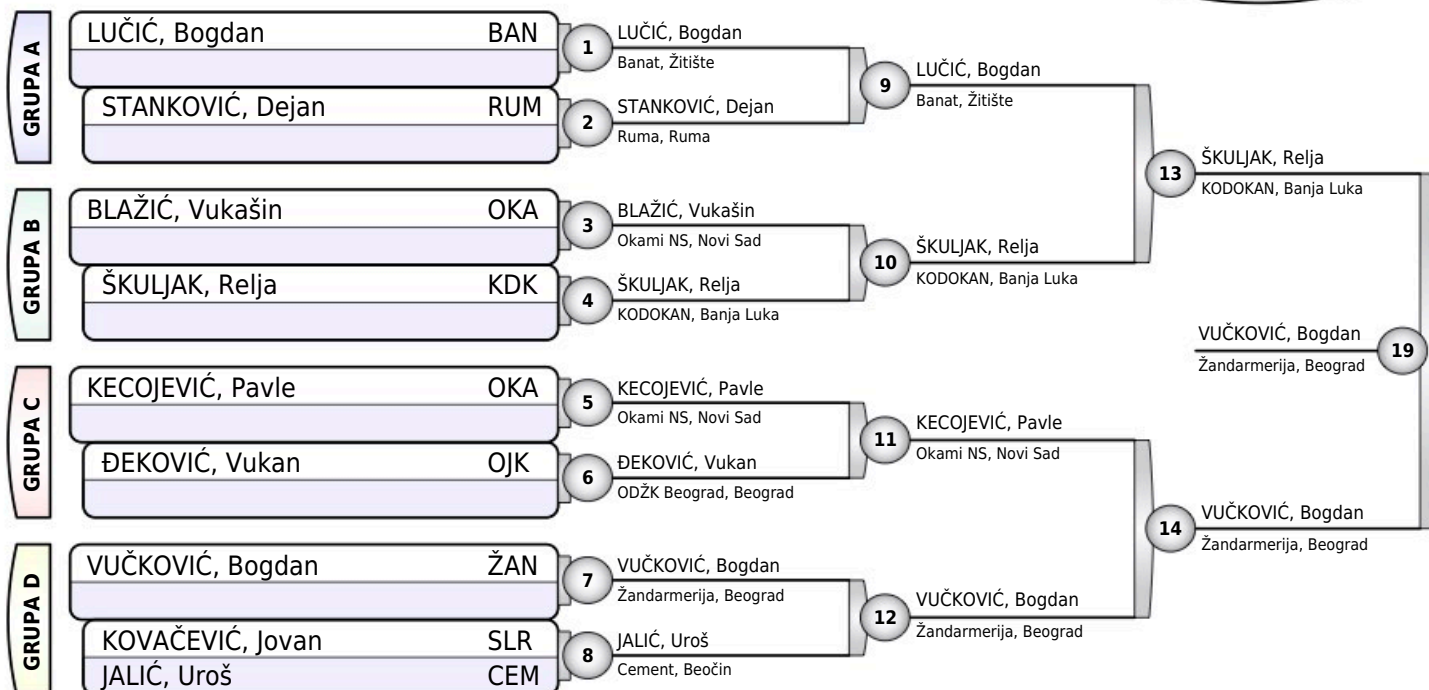 GRUPA A
LUČIĆ, Bogdan BAN
STANKOVIĆ, Dejan RUM
GRUPA B
BLAŽIĆ, Vukašin OKA
ŠKULJAK, Relja KDK
GRUPA C
KECOJEVIĆ, Pavle OKA
ĐEKOVIĆ, Vukan OJK
GRUPA D
VUČKOVIĆ, Bogdan ŽAN
KOVAČEVIĆ, Jovan SLR
JALIĆ, Uroš CEM
1
LUČIĆ, Bogdan
Banat, Žitište
2
STANKOVIĆ, Dejan
Ruma, Ruma
3
BLAŽIĆ, Vukašin
Okami NS, Novi Sad
4
ŠKULJAK, Relja
KODOKAN, Banja Luka
5
KECOJEVIĆ, Pavle
Okami NS, Novi Sad
6
ĐEKOVIĆ, Vukan
ODŽK Beograd, Beograd
7
VUČKOVIĆ, Bogdan
Žandarmerija, Beograd
8
JALIĆ, Uroš
Cement, Beočin
9
LUČIĆ, Bogdan
Banat, Žitište
10
ŠKULJAK, Relja
KODOKAN, Banja Luka
11
KECOJEVIĆ, Pavle
Okami NS, Novi Sad
12
VUČKOVIĆ, Bogdan
Žandarmerija, Beograd
13
ŠKULJAK, Relja
KODOKAN, Banja Luka
14
VUČKOVIĆ, Bogdan
Žandarmerija, Beograd
VUČKOVIĆ, Bogdan
Žandarmerija, Beograd
19